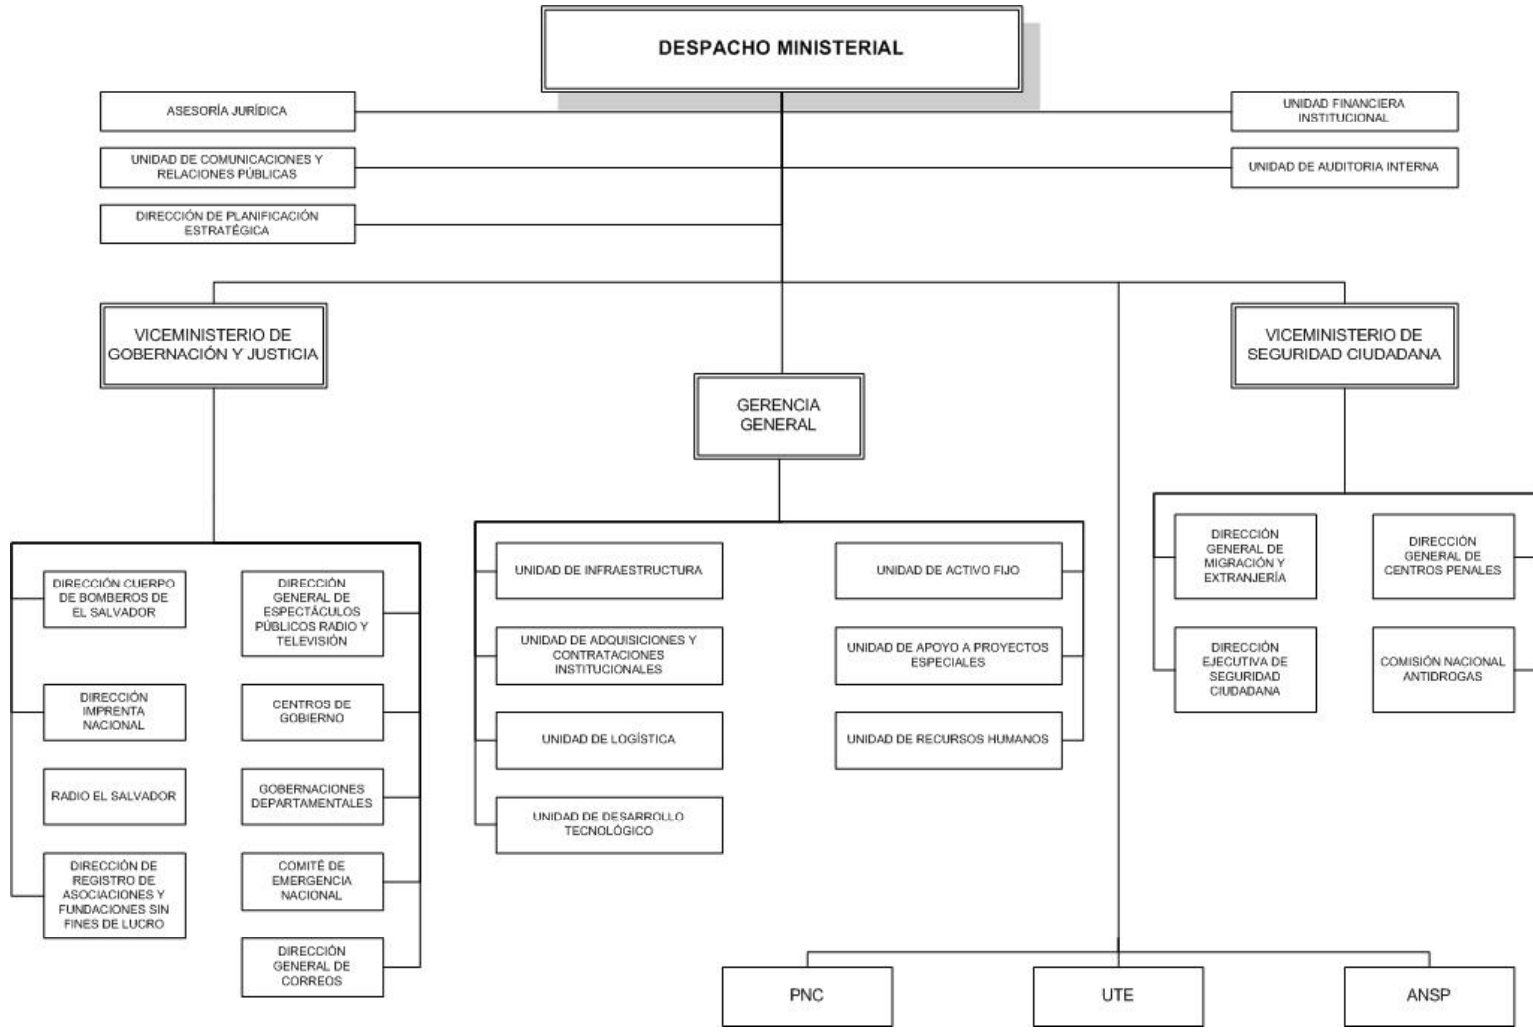 DESPACHO MINISTERIAL
ASESORÍA JURÍDICA
UNIDAD FINANCIERA
INSTITUCIONAL
UNIDAD DE COMUNICACIONES Y
RELACIONES PÚBLICAS
UNIDAD DE AUDITORIA INTERNA
DIRECCIÓN DE PLANIFICACIÓN
ESTRATÉGICA
VICEMINISTERIO DE
GOBERNACIÓN Y JUSTICIA
GERENCIA
GENERAL
VICEMINISTERIO DE
SEGURIDAD CIUDADANA
DIRECCIÓN CUERPO
DE BOMBEROS DE
EL SALVADOR
DIRECCIÓN
GENERAL DE
ESPECTÁCULOS
PÚBLICOS RADIO Y
TELEVISIÓN
DIRECCIÓN
IMPRENTA
NACIONAL
CENTROS DE
GOBIERNO
RADIO EL SALVADOR
GOBERNACIONES
DEPARTAMENTALES
DIRECCIÓN DE
REGISTRO DE
ASOCIACIONES Y
FUNDACIONES SIN
FINES DE LUCRO
COMITÉ DE
EMERGENCIA
NACIONAL
DIRECCIÓN
GENERAL DE
CORREOS
UNIDAD DE INFRAESTRUCTURA
UNIDAD DE ACTIVO FIJO
UNIDAD DE ADQUISICIONES Y
CONTRATACIONES
INSTITUCIONALES
UNIDAD DE APOYO A PROYECTOS
ESPECIALES
UNIDAD DE LOGÍSTICA
UNIDAD DE RECURSOS HUMANOS
UNIDAD DE DESARROLLO
TECNOLÓGICO
DIRECCIÓN
GENERAL DE
MIGRACIÓN Y
EXTRANJERÍA
DIRECCIÓN
GENERAL DE
CENTROS PENALES
DIRECCIÓN
EJECUTIVA DE
SEGURIDAD
CIUDADANA
COMISIÓN NACIONAL
ANTIDROGAS
PNC
UTE
ANSP